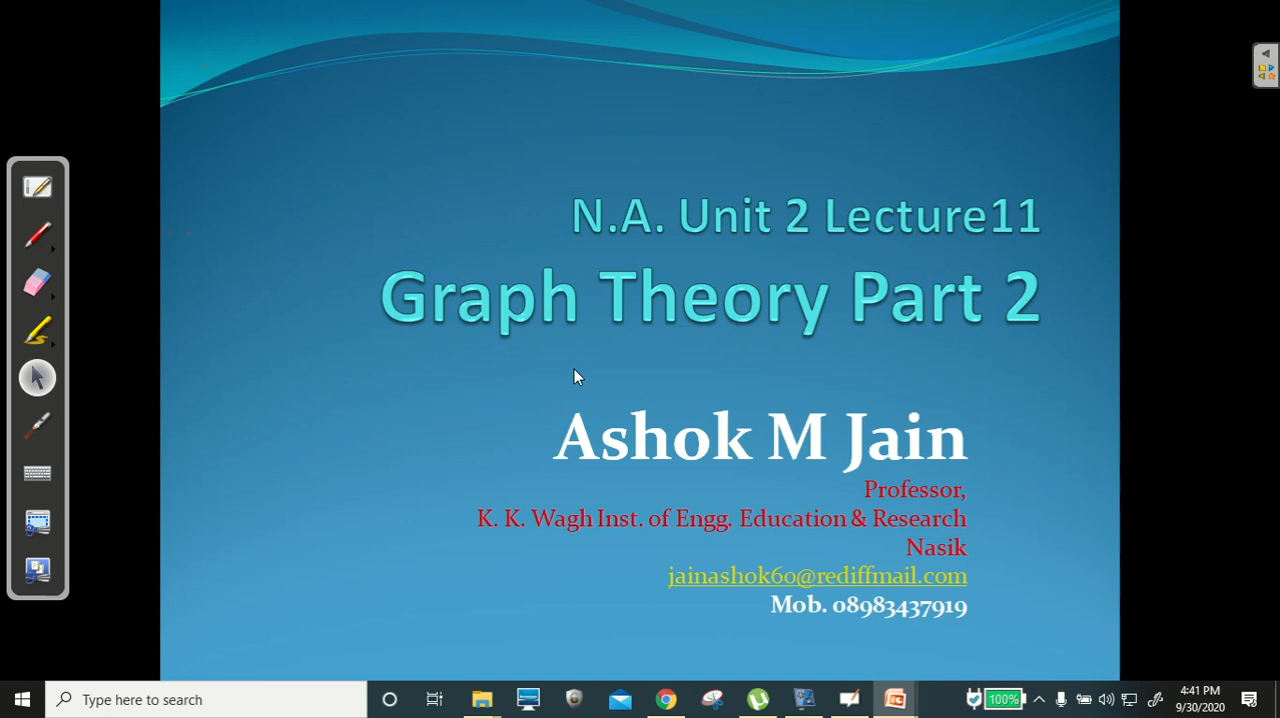 N.A. Unit 2 Lecture11
Graph Theory Part 2
Ashok M Jain
Professor,
K. K. Wagh Inst. of Engg. Education & Research
Nasik
jainashok60@rediffmail.com
Mob. 08983437919
Type here to search
100%
4:41 PM
9/30/2020